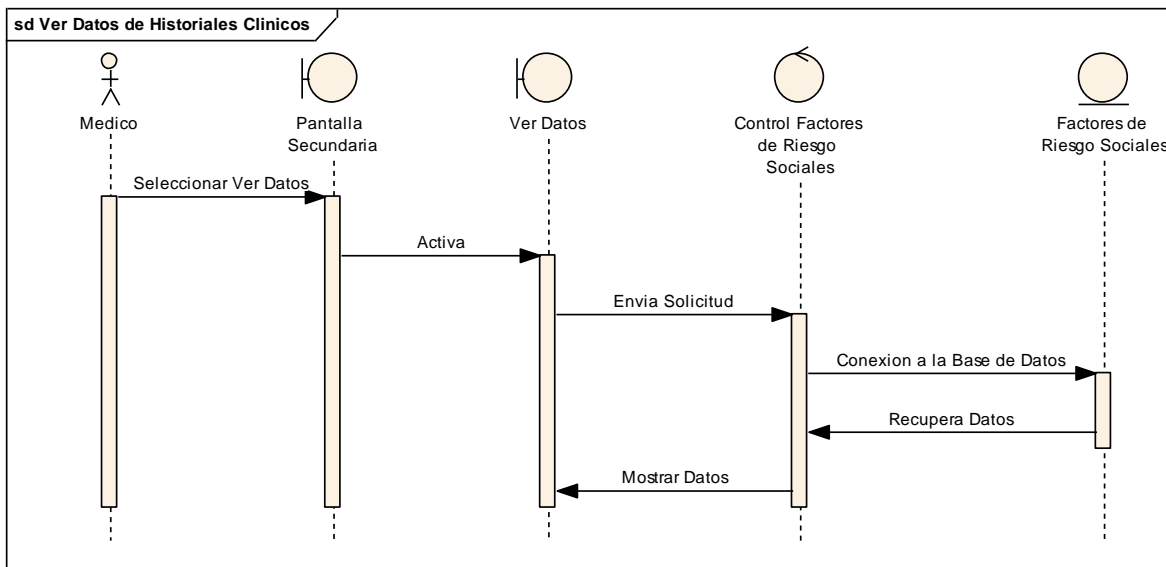 sd Ver Datos de Historiales Clinicos
Medico
Pantalla
Secundaria
Ver Datos
Control Factores
de Riesgo
Sociales
Factores de
Riesgo Sociales
Seleccionar Ver Datos
Activa
Envia Solicitud
Conexion a la Base de Datos
Recupera Datos
Mostrar Datos